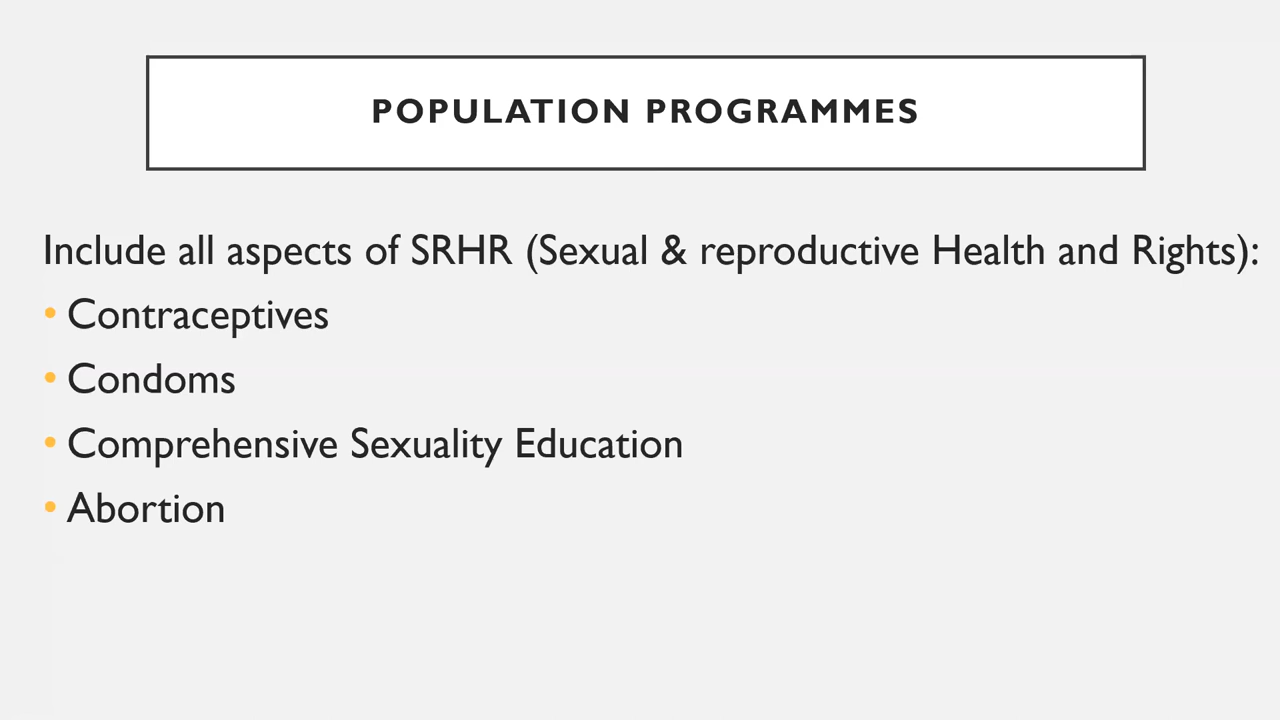 POPULATION PROGRAMMES
Include all aspects of SRHR (Sexual & reproductive Health and Rights):
• Contraceptives
• Condoms
• Comprehensive Sexuality Education
• Abortion